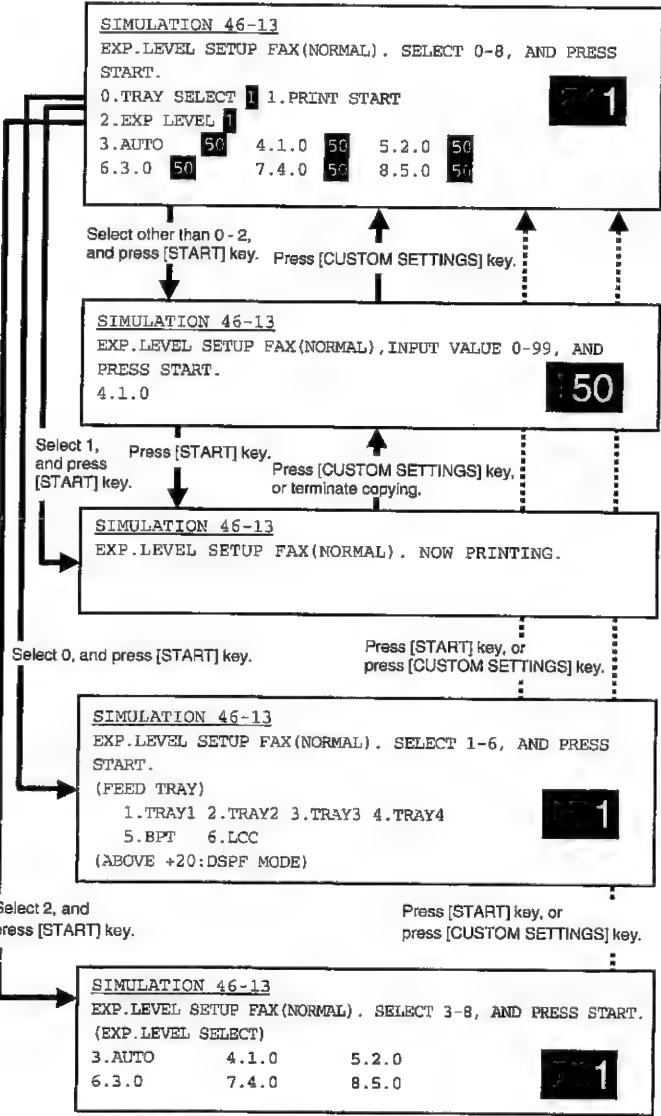 SIMULATION 46-13
EXP.LEVEL SETUP FAX(NORMAL). SELECT 0-8, AND PRESS
START.
0.TRAY SELECT 1 1.PRINT START
2.EXP LEVEL 1
3.AUTO 50 4.1.0 50 5.2.0 50
6.3.0 50 7.4.0 50 8.5.0 50
1
Select other than 0 - 2,
and press [START] key.
Press [CUSTOM SETTINGS] key.
SIMULATION 46-13
EXP.LEVEL SETUP FAX(NORMAL),INPUT VALUE 0-99, AND
PRESS START.
4.1.0
50
Select 1,
and press
[START] key.
Press [START] key.
Press [CUSTOM SETTINGS] key,
or terminate copying.
SIMULATION 46-13
EXP.LEVEL SETUP FAX(NORMAL). NOW PRINTING.
Select 0, and press [START] key.
Press [START] key, or
press [CUSTOM SETTINGS] key.
SIMULATION 46-13
EXP.LEVEL SETUP FAX(NORMAL). SELECT 1-6, AND PRESS
START.
(FEED TRAY)
1.TRAY1 2.TRAY2 3.TRAY3 4.TRAY4
5.BPT 6.LCC
(ABOVE +20:DSPF MODE)
1
Select 2, and
press [START] key.
Press [START] key, or
press [CUSTOM SETTINGS] key.
SIMULATION 46-13
EXP.LEVEL SETUP FAX(NORMAL). SELECT 3-8, AND PRESS START.
(EXP.LEVEL SELECT)
3.AUTO 4.1.0 5.2.0
6.3.0 7.4.0 8.5.0
1